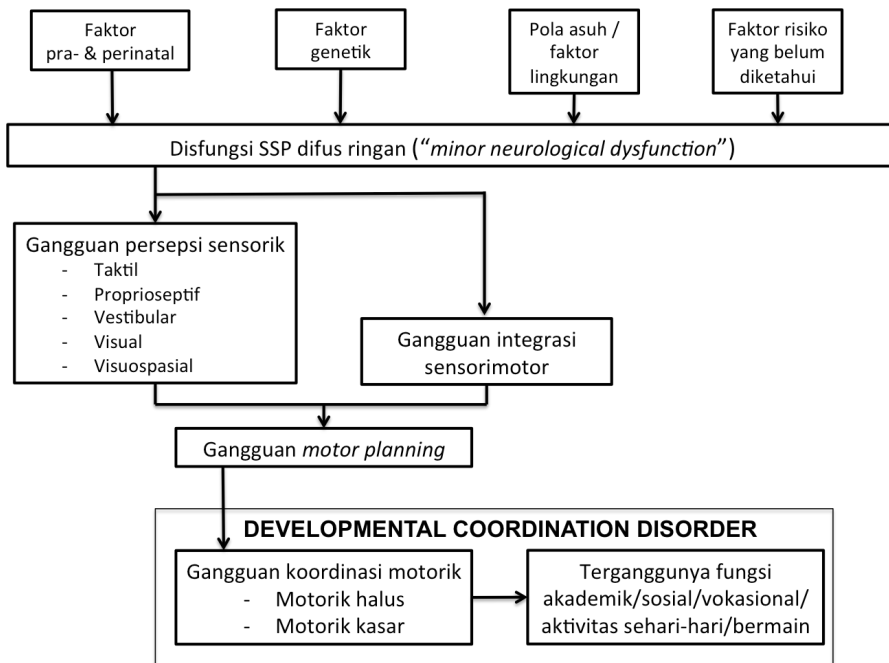 Faktor
pra- & perinatal
Faktor
genetik
Pola asuh /
faktor
lingkungan
Faktor risiko
yang belum
diketahui
Disfungsi SSP difus ringan (“minor neurological dysfunction”)
Gangguan persepsi sensorik
- Taktil
- Proprioseptif
- Vestibular
- Visual
- Visuospasial
Gangguan integrasi
sensorimotor
Gangguan motor planning
DEVELOPMENTAL COORDINATION DISORDER
Gangguan koordinasi motorik
- Motorik halus
- Motorik kasar
Terganggunya fungsi
akademik/sosial/vokasional/
aktivitas sehari-hari/bermain